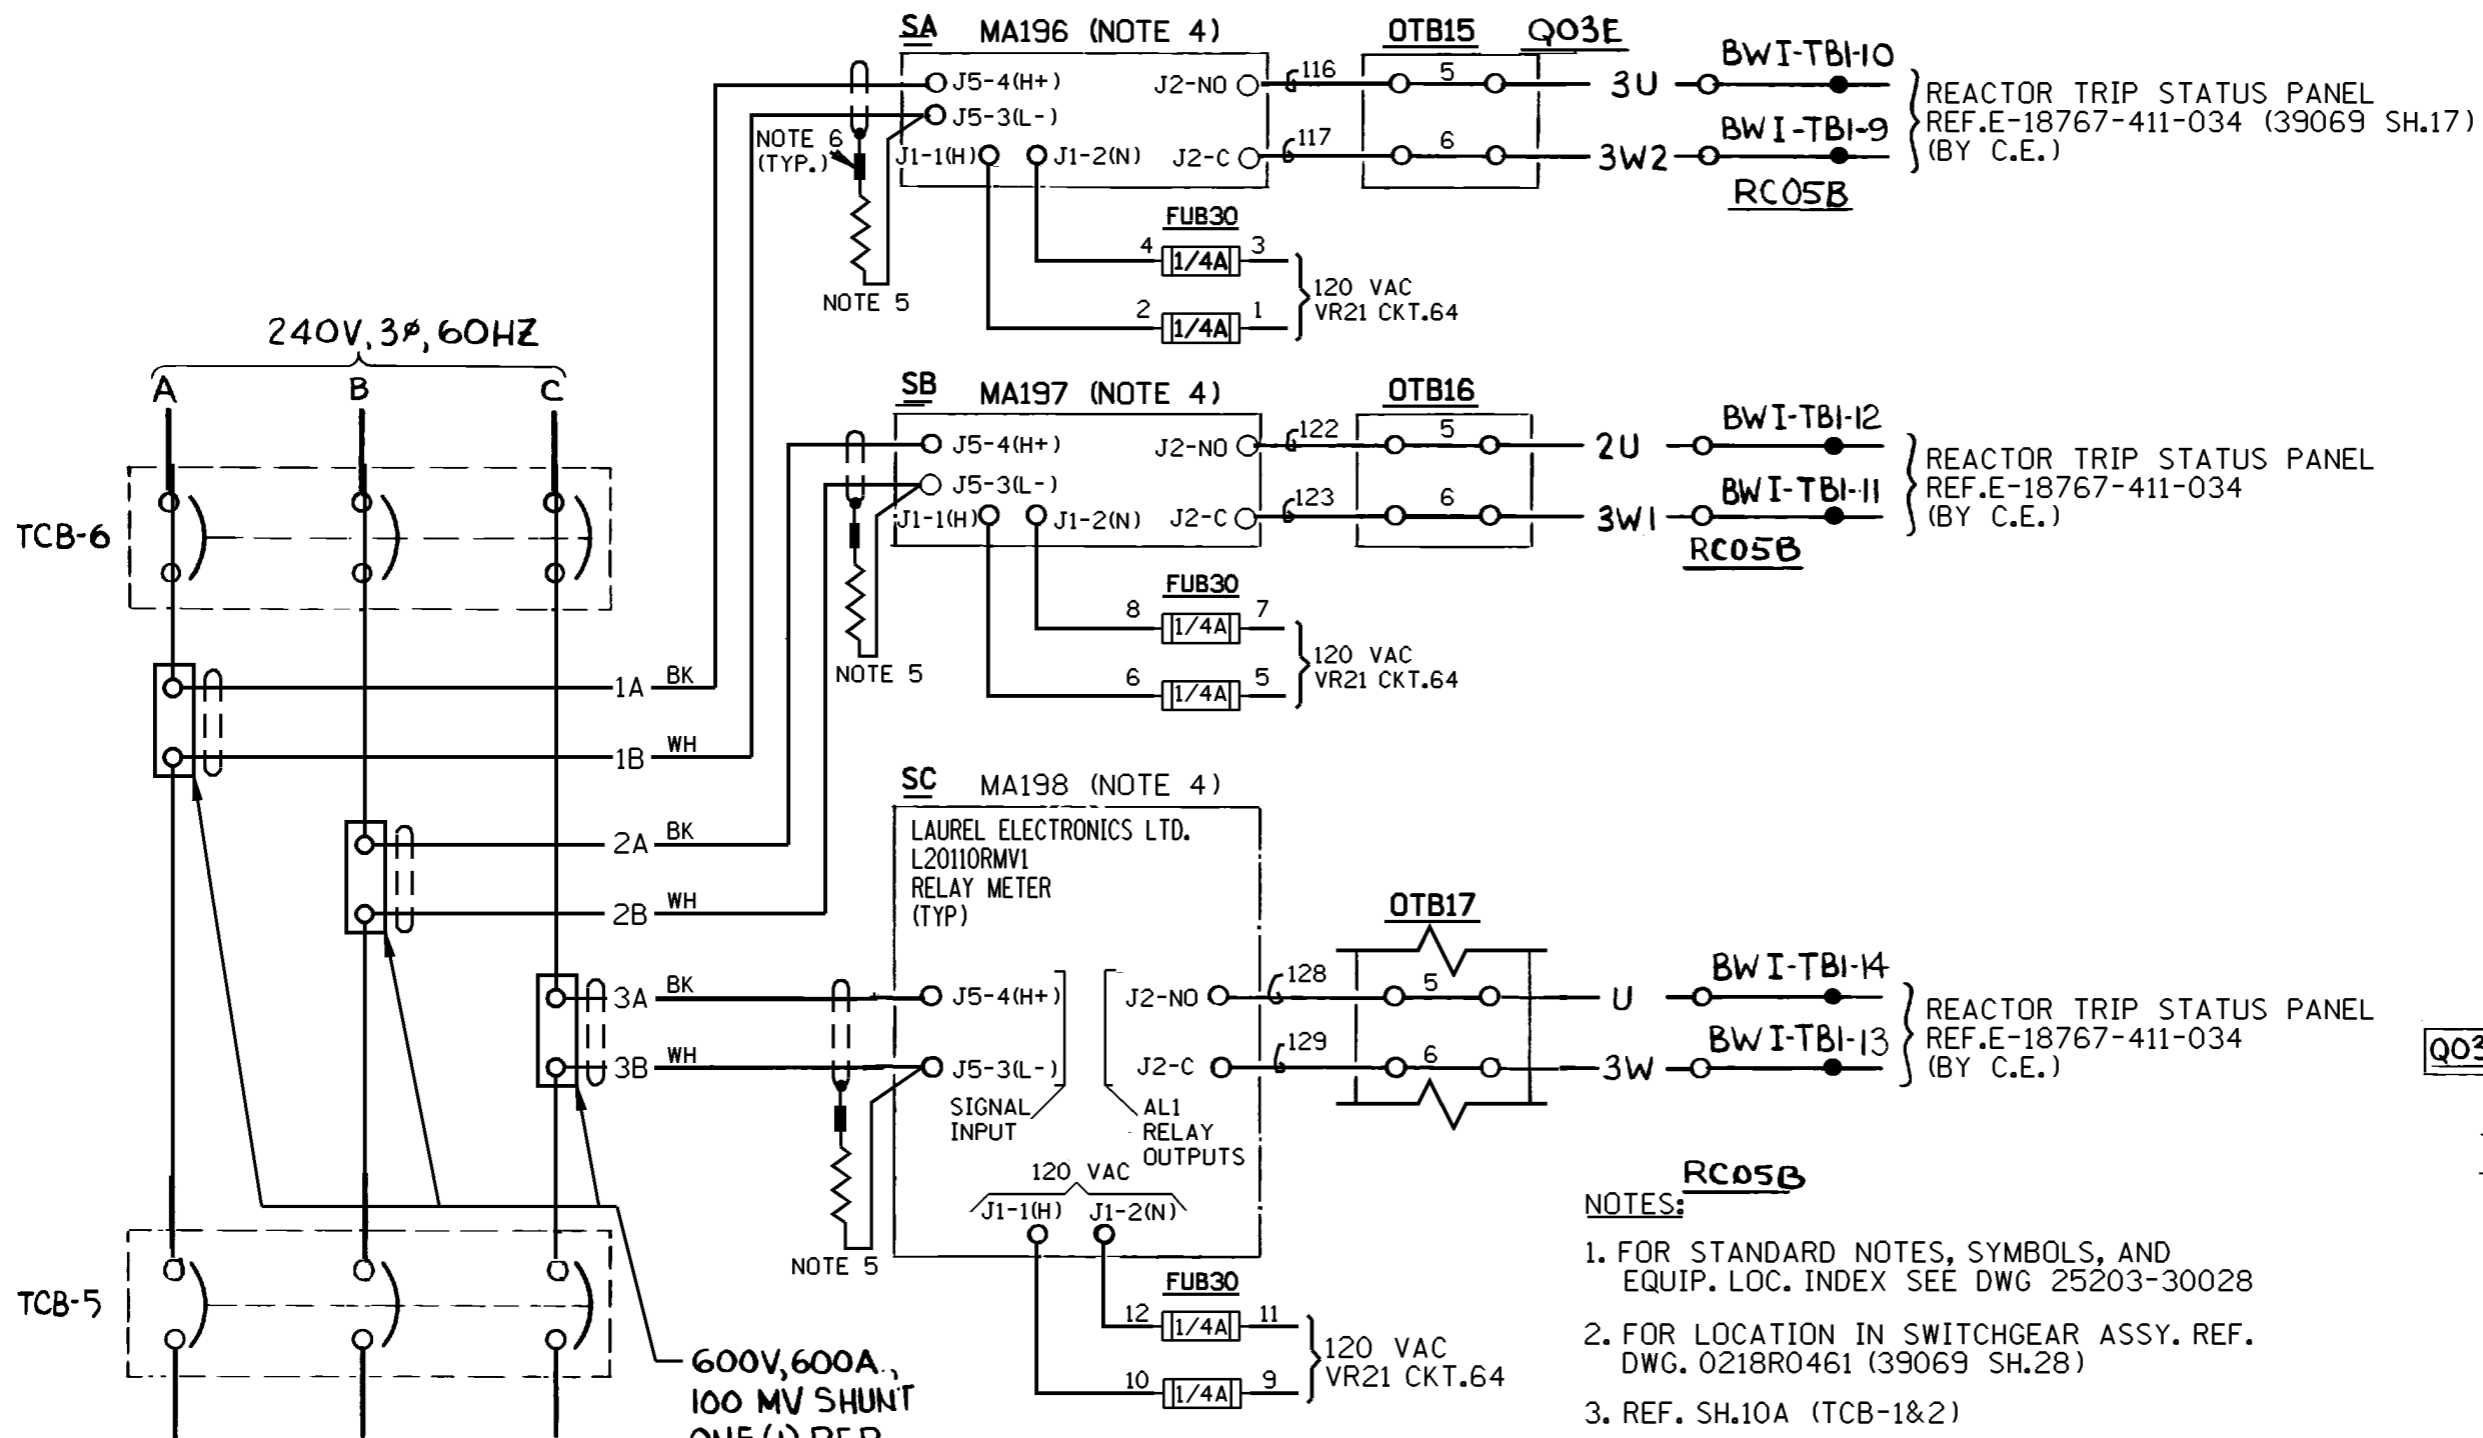 SA MA196 (NOTE 4) OTB15 Q03E
J5-4(H+)
J5-3(L-)
J1-1(H) J1-2(N)
J2-NO
J2-C
116
117
5
6
3U
3W2
BWI-TB1-10
BWI-TB1-9
RC05B
REACTOR TRIP STATUS PANEL
REF.E-18767-411-034 (39069 SH.17)
(BY C.E.)
NOTE 6
(TYP.)
NOTE 5
FUB30
4 1/4A 3
2 1/4A 1
120 VAC
VR21 CKT.64
240V,3ø,60HZ
A B C
TCB-6
SB MA197 (NOTE 4) OTB16
J5-4(H+)
J5-3(L-)
J1-1(H) J1-2(N)
J2-NO
J2-C
122
123
5
6
2U
3W1
BWI-TB1-12
BWI-TB1-11
RC05B
REACTOR TRIP STATUS PANEL
REF.E-18767-411-034
(BY C.E.)
NOTE 5
FUB30
8 1/4A 7
6 1/4A 5
120 VAC
VR21 CKT.64
1A BK
1B WH
2A BK
2B WH
3A BK
3B WH
SC MA198 (NOTE 4)
LAUREL ELECTRONICS LTD.
L20110RMV1
RELAY METER
(TYP)
OTB17
J5-4(H+)
J5-3(L-)
SIGNAL
INPUT
J2-NO
J2-C
AL1
RELAY
OUTPUTS
120 VAC
J1-1(H) J1-2(N)
128
129
5
6
U
3W
BWI-TB1-14
BWI-TB1-13
RC05B
REACTOR TRIP STATUS PANEL
REF.E-18767-411-034
(BY C.E.)
Q03
NOTE 5
FUB30
12 1/4A 11
10 1/4A 9
120 VAC
VR21 CKT.64
TCB-5
600V,600A.,
100 MV SHUNT
ONE(1) PER
NOTES:
1. FOR STANDARD NOTES, SYMBOLS, AND
EQUIP. LOC. INDEX SEE DWG 25203-30028
2. FOR LOCATION IN SWITCHGEAR ASSY. REF.
DWG. 0218R0461 (39069 SH.28)
3. REF. SH.10A (TCB-1&2)